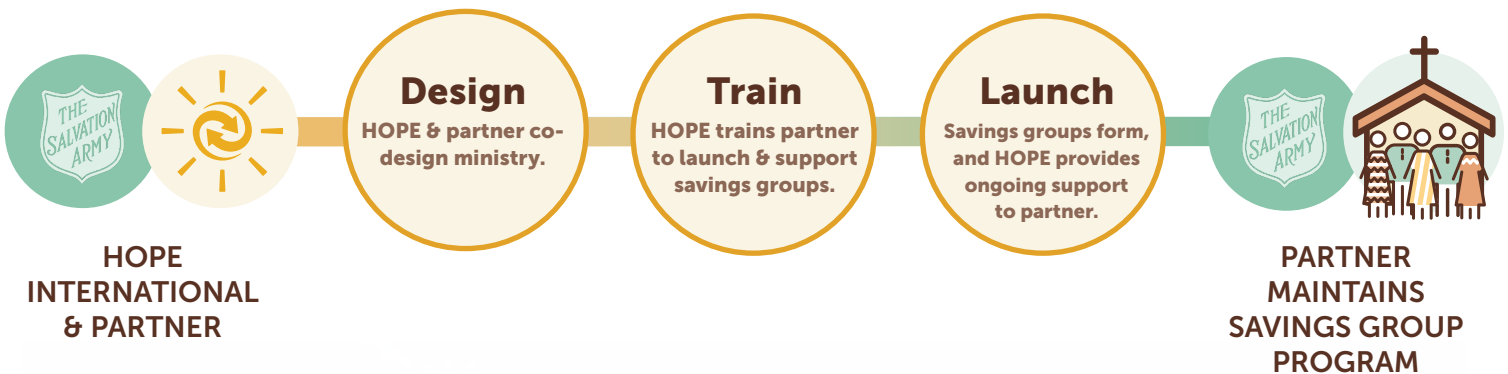 THE
SALVATION
ARMY
HOPE
INTERNATIONAL
& PARTNER
Design
HOPE & partner co-
design ministry.
Train
HOPE trains partner
to launch & support
savings groups.
Launch
Savings groups form,
and HOPE provides
ongoing support
to partner.
THE
SALVATION
ARMY
PARTNER
MAINTAINS
SAVINGS GROUP
PROGRAM